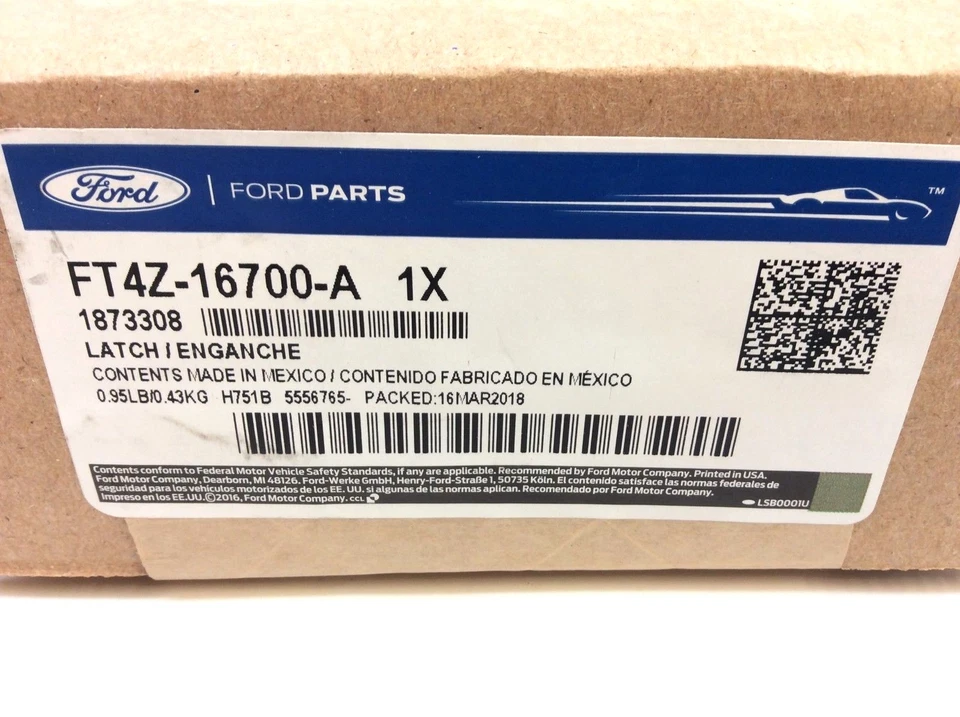 Ford | FORD PARTS ™
FT4Z-16700-A 1X
1873308
LATCH / ENGANCHE
CONTENTS MADE IN MEXICO / CONTENIDO FABRICADO EN MÉXICO
0.95LB/0.43KG H751B 5556765- PACKED:16MAR2018
Contents conform to Federal Motor Vehicle Safety Standards, if any are applicable. Recommended by Ford Motor Company. Printed in USA.
Ford Motor Company, Dearborn, MI 48126. Ford-Werke GmbH, Henry-Ford-Straße 1, 50735 Köln. El contenido satisface las normas federales de
seguridad para los vehículos motorizados de los EE. UU. si algunas de las normas aplican. Recomendado por Ford Motor Company.
Impreso en los EE.UU.©2016, Ford Motor Company. CCL
LSB0001U